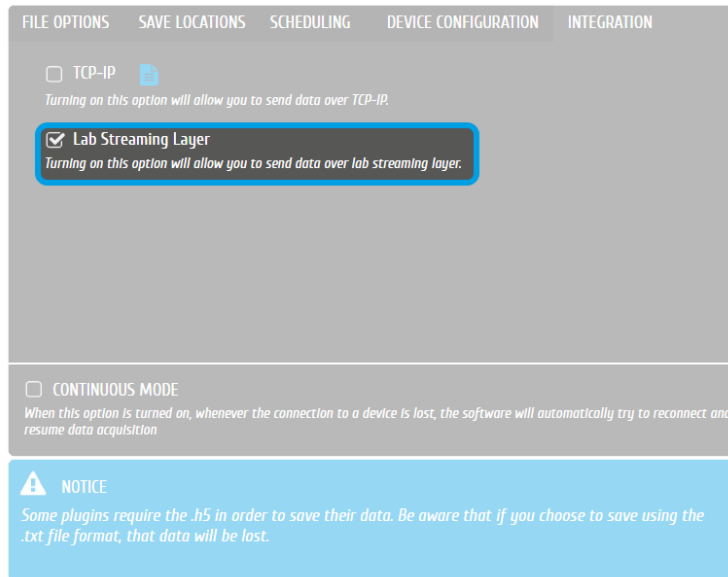 FILE OPTIONS SAVE LOCATIONS SCHEDULING DEVICE CONFIGURATION INTEGRATION
TCP-IP
Turning on this option will allow you to send data over TCP-IP.
Lab Streaming Layer
Turning on this option will allow you to send data over lab streaming layer.
CONTINUOUS MODE
When this option is turned on, whenever the connection to a device is lost, the software will automatically try to reconnect and
resume data acquisition
NOTICE
Some plugins require the .h5 in order to save their data. Be aware that if you choose to save using the
.txt file format, that data will be lost.